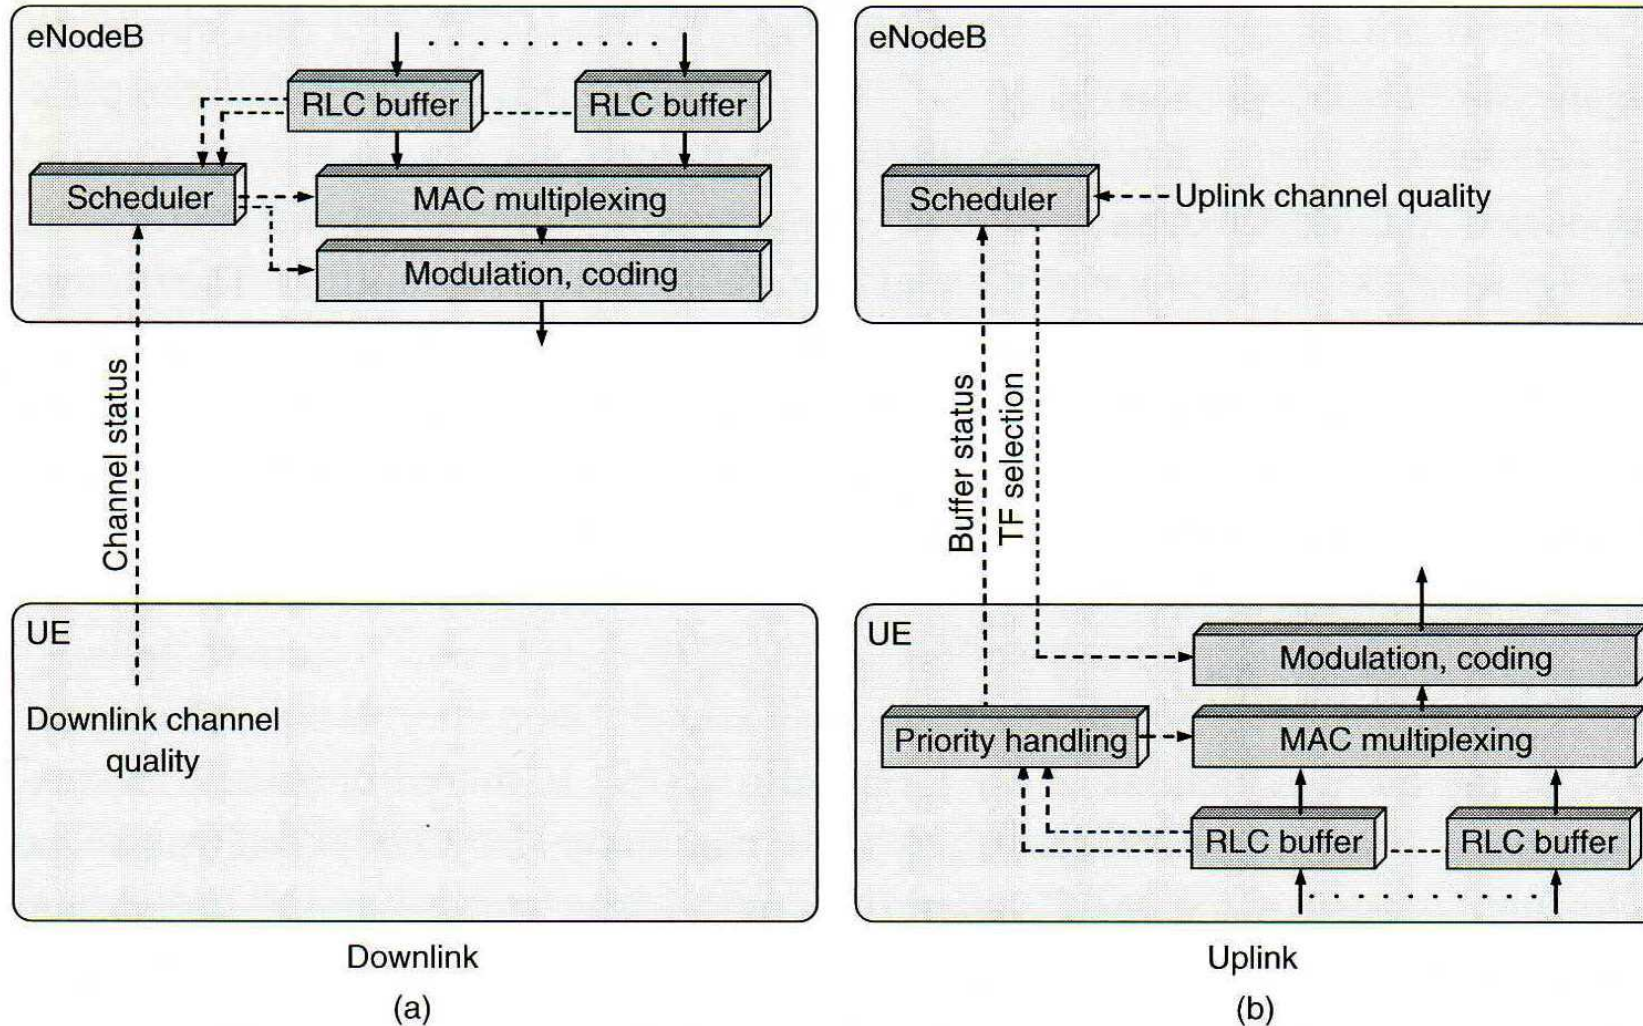 eNodeB
RLC buffer
RLC buffer
Scheduler
MAC multiplexing
Modulation, coding
Channel status
UE
Downlink channel
quality
Downlink
(a)
eNodeB
Scheduler
Uplink channel quality
Buffer status
TF selection
UE
Modulation, coding
Priority handling
MAC multiplexing
RLC buffer
RLC buffer
Uplink
(b)